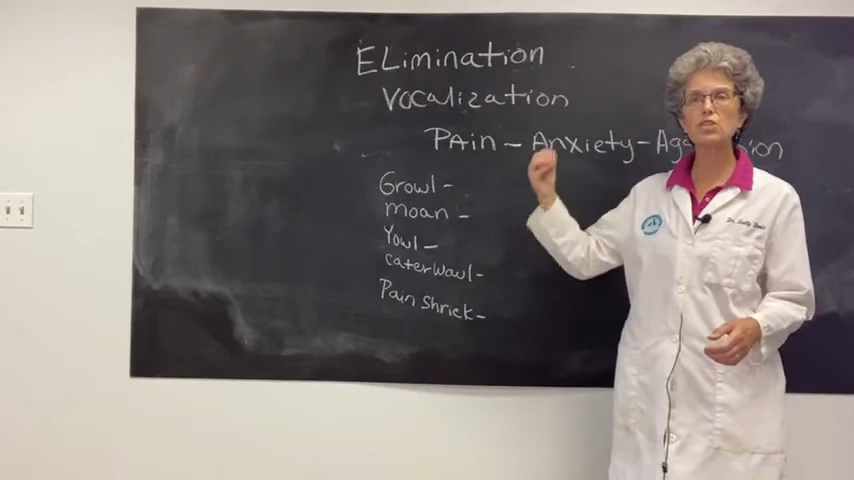 ELiminAtion
VocAlizAtion
PAin - Anxiety -
Growl -
moan -
Yowl -
caterwaul -
Pain Shriek -